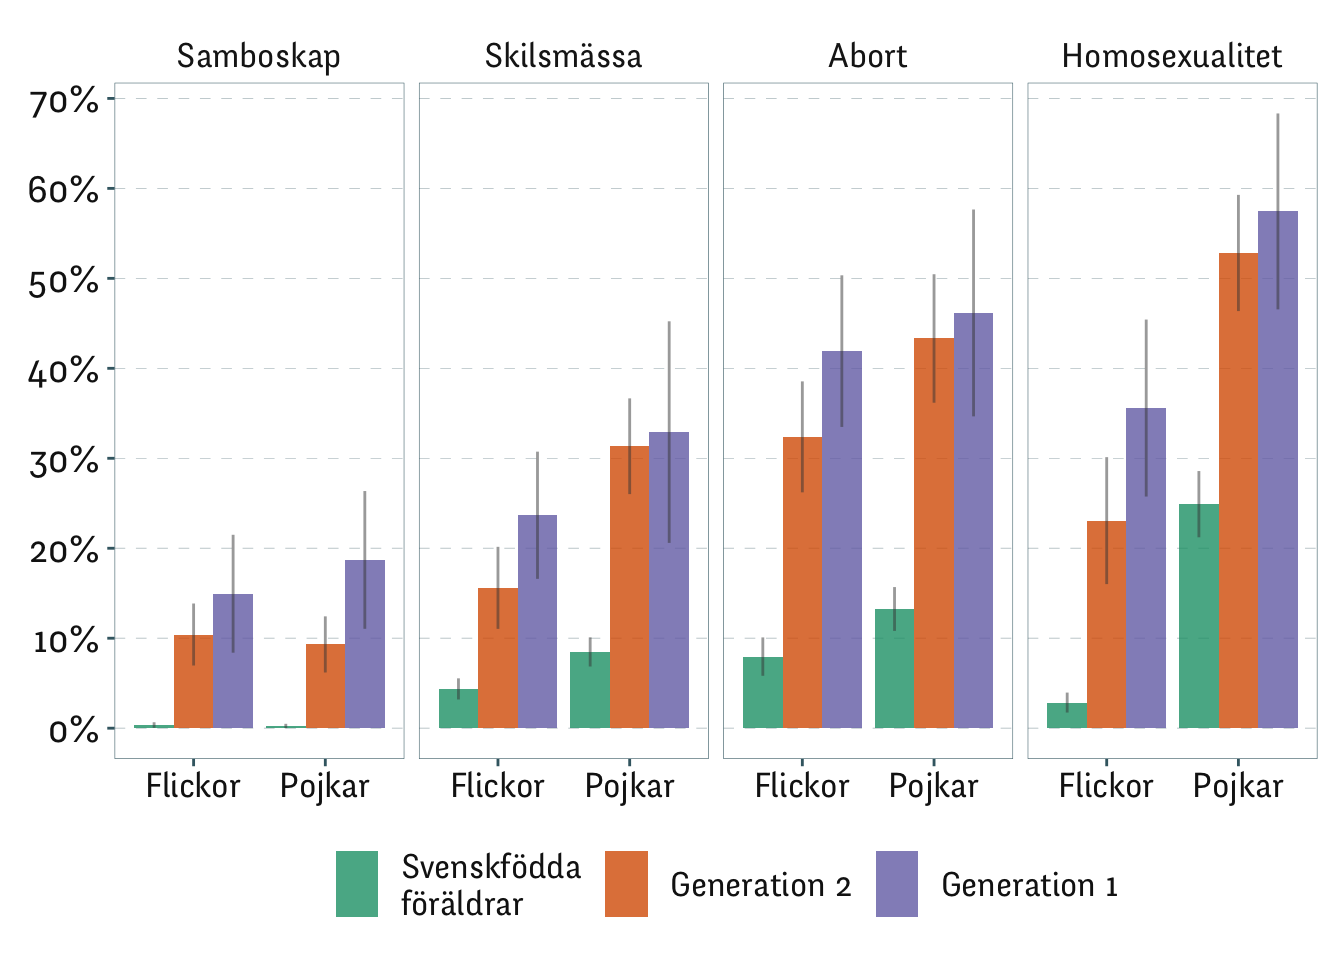 Samboskap
Skilsmässa
Abort
Homosexualitet
70%
60%
50%
40%
30%
20%
10%
0%
Flickor
Pojkar
Flickor
Pojkar
Flickor
Pojkar
Flickor
Pojkar
Svenskfödda
föräldrar
Generation 2
Generation 1